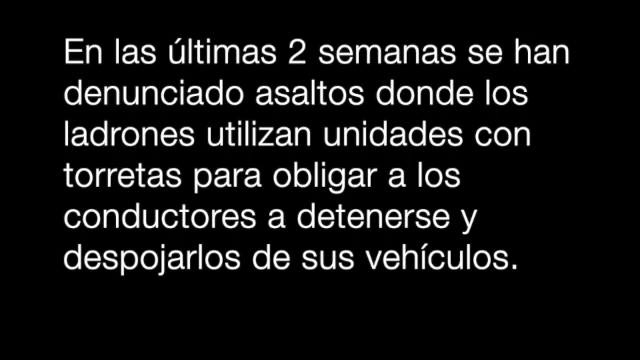 En las últimas 2 semanas se han
denunciado asaltos donde los
ladrones utilizan unidades con
torretas para obligar a los
conductores a detenerse y
despojarlos de sus vehículos.